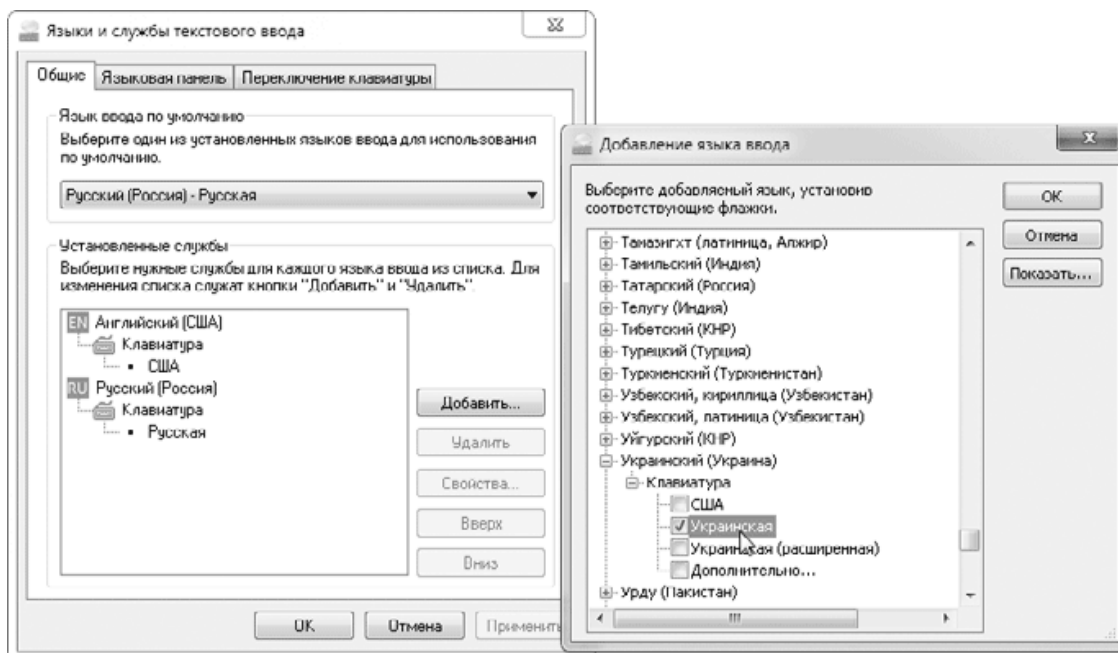 Языки и службы текстового ввода
Общие
Языковая панель
Переключение клавиатуры
Язык ввода по умолчанию
Выберите один из установленных языков ввода для использования
по умолчанию.
Русский (Россия) - Русская
Установленные службы
Выберите нужные службы для каждого языка ввода из списка. Для
изменения списка служат кнопки "Добавить" и "Удалить".
EN Английский (США)
Клавиатура
США
RU Русский (Россия)
Клавиатура
Русская
Добавить...
Удалить
Свойства...
Вверх
Вниз
OK
Отмена
Применить
Добавление языка ввода
Выберите добавляемый язык, установив
соответствующие флажки.
Тамазигхт (латиница, Алжир)
Тамильский (Индия)
Татарский (Россия)
Телугу (Индия)
Тибетский (КНР)
Турецкий (Турция)
Туркменский (Туркменистан)
Узбекский, кириллица (Узбекистан)
Узбекский, латиница (Узбекистан)
Уйгурский (КНР)
Украинский (Украина)
Клавиатура
США
Украинская
Украинская (расширенная)
Дополнительно...
Урду (Пакистан)
OK
Отмена
Показать...